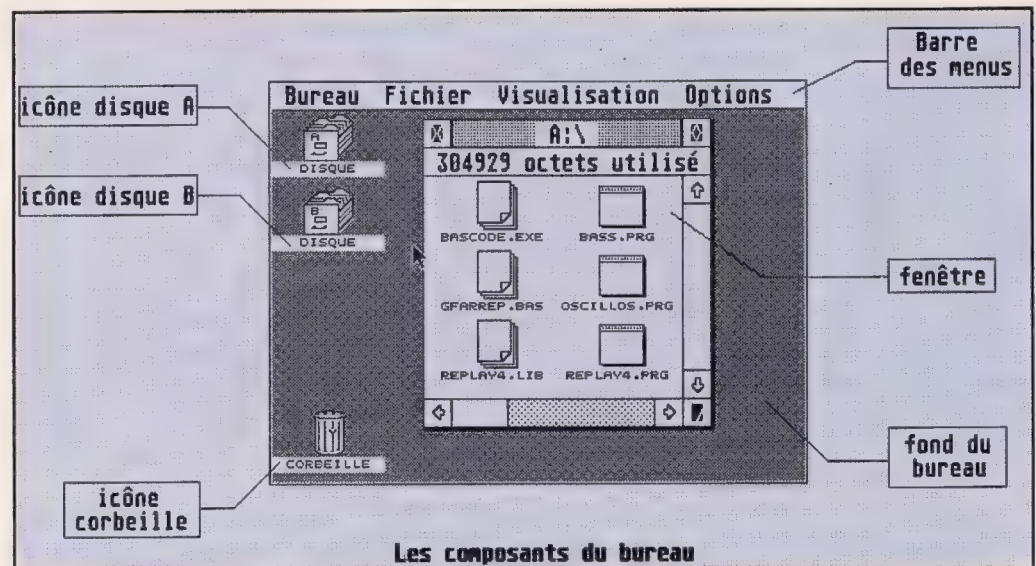 Barre
des menus
icône disque A
Bureau Fichier Visualisation Options
A
DISQUE
A:\
304929 octets utilisé
icône disque B
B
DISQUE
BASCODE.EXE BASS.PRG
fenêtre
GFARREP.BAS OSCILLOS.PRG
REPLAY4.LIB REPLAY4.PRG
CORBEILLE
fond du
bureau
icône
corbeille
Les composants du bureau